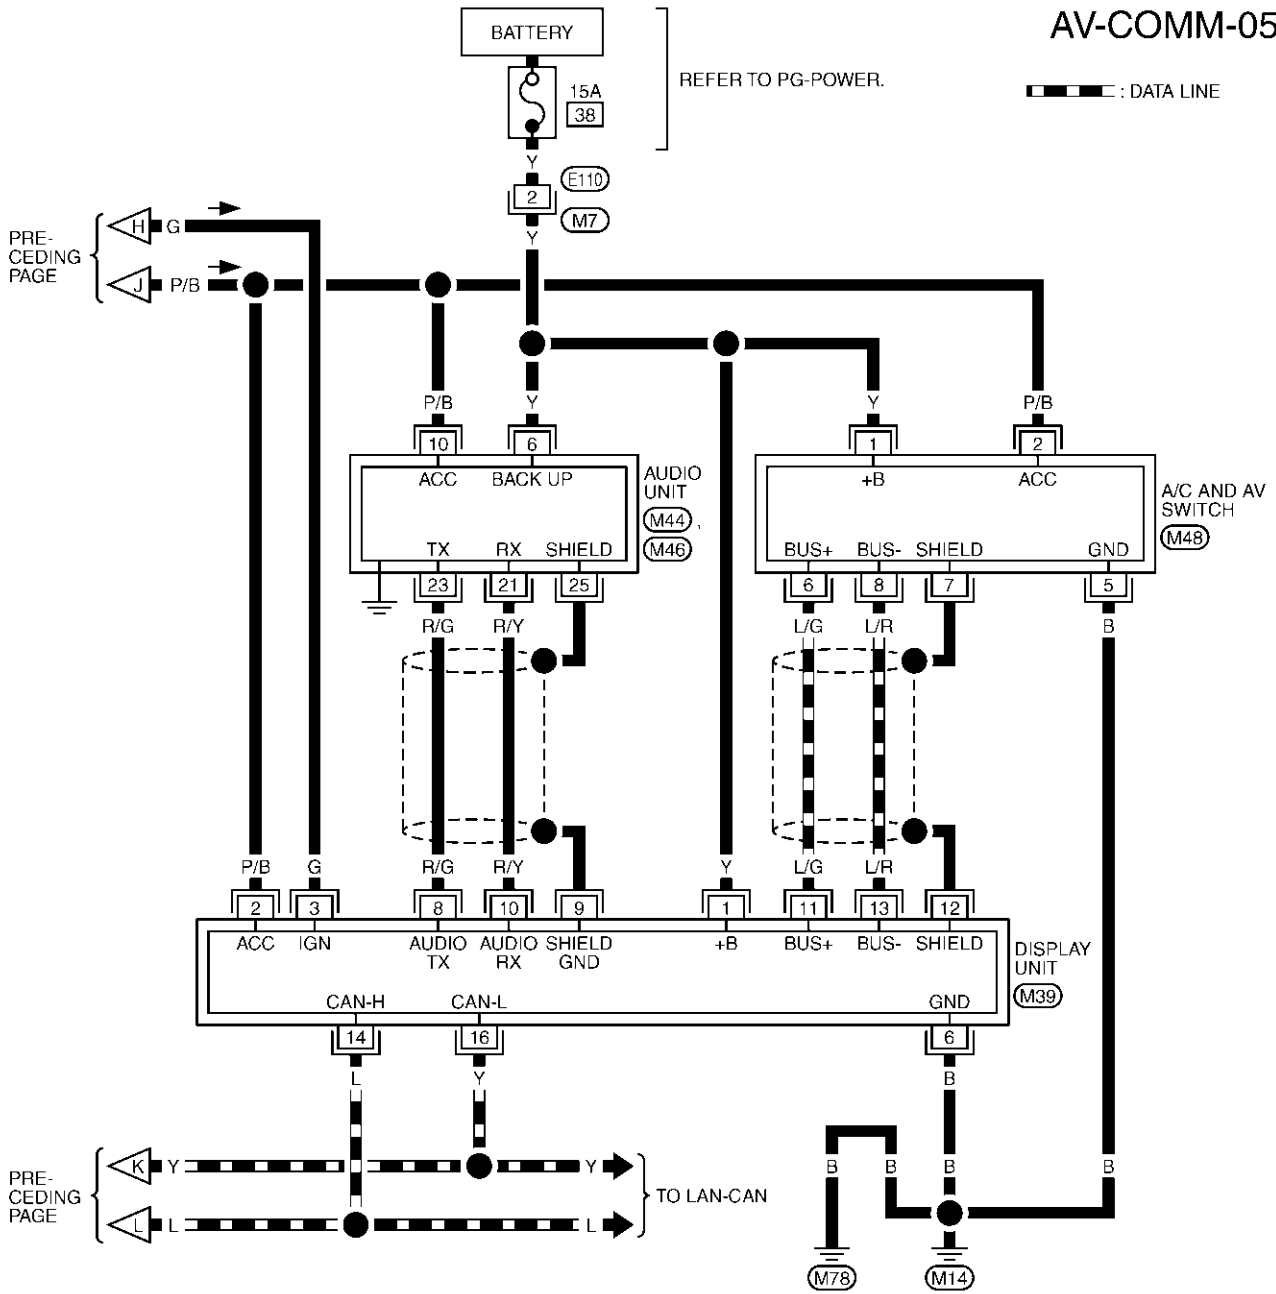 AV-COMM-05
BATTERY
REFER TO PG-POWER.
: DATA LINE
15A
38
Y
E110
2
M7
Y
PRE-
CEDING
PAGE
H G
J P/B
P/B Y Y P/B
10 6 1 2
ACC BACK UP +B ACC
AUDIO
UNIT
M44 ,
M46
A/C AND AV
SWITCH
M48
TX RX SHIELD BUS+ BUS- SHIELD GND
23 21 25 6 8 7 5
R/G R/Y L/G L/R B
P/B G R/G R/Y Y L/G L/R
2 3 8 10 9 1 11 13 12
ACC IGN AUDIO AUDIO SHIELD +B BUS+ BUS- SHIELD
TX RX GND
DISPLAY
UNIT
M39
CAN-H CAN-L GND
14 16 6
L Y B
PRE-
CEDING
PAGE
K Y Y
L L L
TO LAN-CAN
B B B B
M78 M14